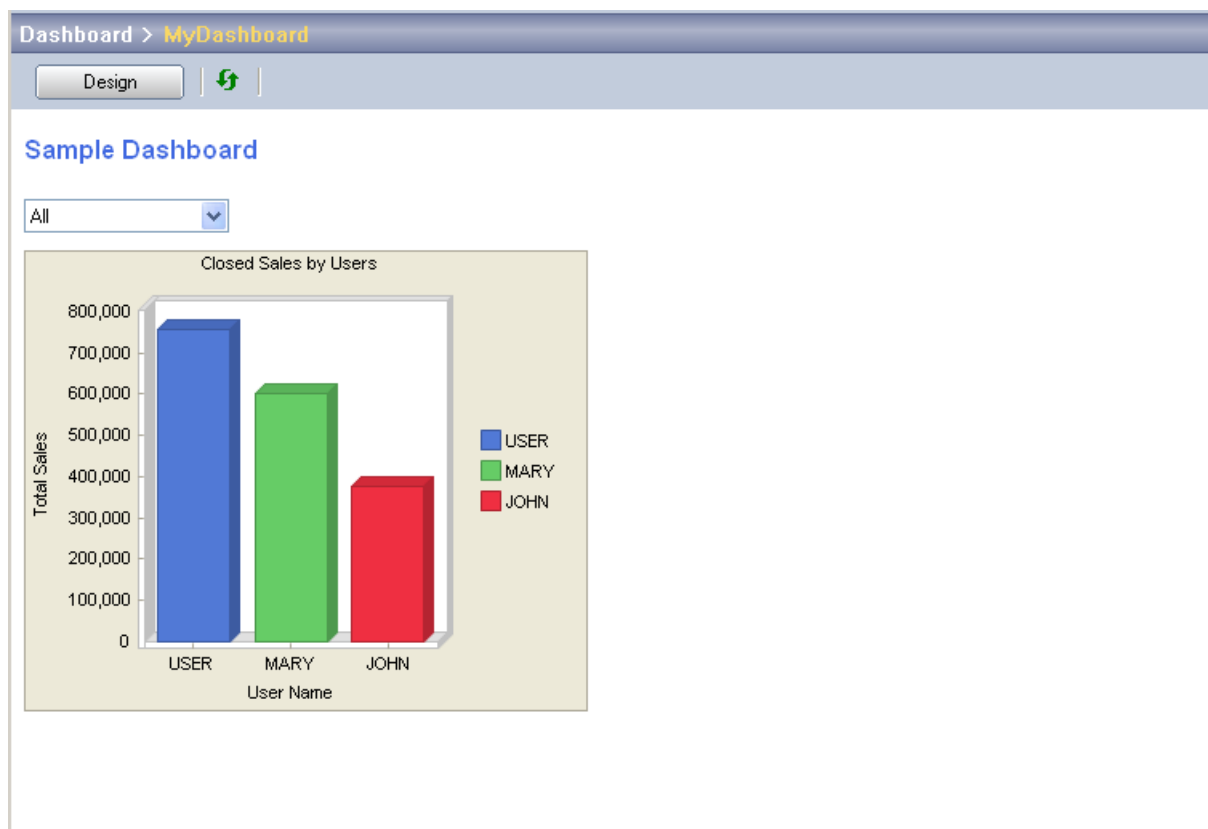 Dashboard > MyDashboard
Design
Sample Dashboard
All
Closed Sales by Users
800,000
700,000
600,000
500,000
400,000
300,000
200,000
100,000
0
Total Sales
USER MARY JOHN
User Name
USER
MARY
JOHN